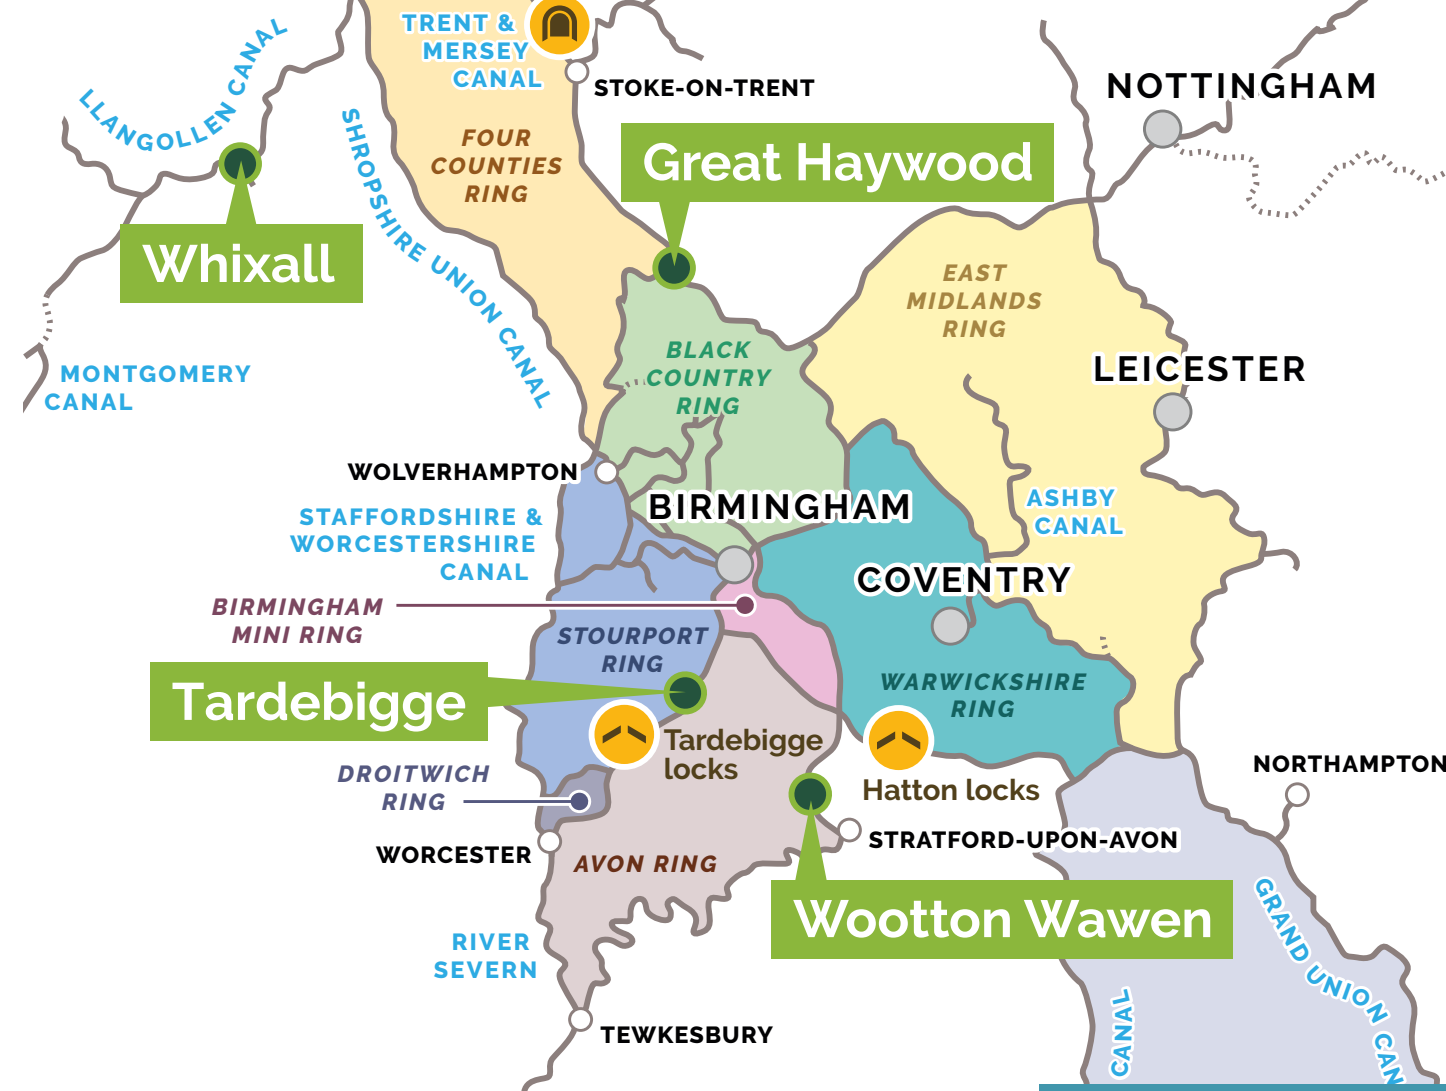 TRENT &
MERSEY
CANAL
STOKE-ON-TRENT
NOTTINGHAM
LLANGOLLEN CANAL
SHROPSHIRE UNION CANAL
FOUR
COUNTIES
RING
Great Haywood
Whixall
EAST
MIDLANDS
RING
BLACK
COUNTRY
RING
LEICESTER
MONTGOMERY
CANAL
WOLVERHAMPTON
BIRMINGHAM
ASHBY
CANAL
STAFFORDSHIRE &
WORCESTERSHIRE
CANAL
COVENTRY
BIRMINGHAM
MINI RING
STOURPORT
RING
Tardebigge
WARWICKSHIRE
RING
Tardebigge
locks
DROITWICH
RING
Hatton locks
NORTHAMPTON
STRATFORD-UPON-AVON
WORCESTER
AVON RING
Wootton Wawen
GRAND UNION CAN
RIVER
SEVERN
CANAL
TEWKESBURY